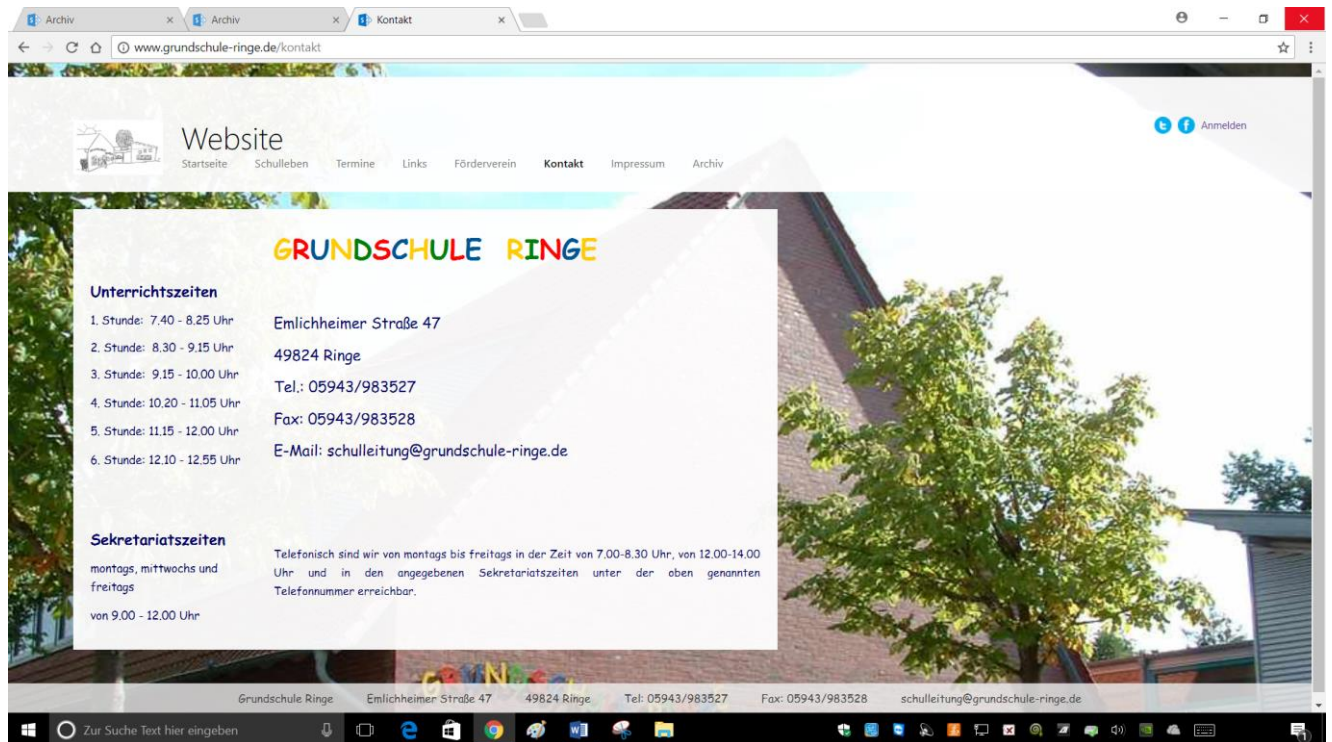 Archiv
Archiv
Kontakt
www.grundschule-ringe.de/kontakt
Website
Anmelden
Startseite Schulleben Termine Links Förderverein Kontakt Impressum Archiv
GRUNDSCHULE RINGE
Unterrichtszeiten
1. Stunde: 7.40 - 8.25 Uhr
2. Stunde: 8.30 - 9.15 Uhr
3. Stunde: 9.15 - 10.00 Uhr
4. Stunde: 10.20 - 11.05 Uhr
5. Stunde: 11.15 - 12.00 Uhr
6. Stunde: 12.10 - 12.55 Uhr
Emlichheimer Straße 47
49824 Ringe
Tel.: 05943/983527
Fax: 05943/983528
E-Mail: schulleitung@grundschule-ringe.de
Sekretariatszeiten
montags, mittwochs und
freitags
von 9.00 - 12.00 Uhr
Telefonisch sind wir von montags bis freitags in der Zeit von 7.00-8.30 Uhr, von 12.00-14.00
Uhr und in den angegebenen Sekretariatszeiten unter der oben genannten
Telefonnummer erreichbar.
GRUNDSCH
Grundschule Ringe Emlichheimer Straße 47 49824 Ringe Tel: 05943/983527 Fax: 05943/983528 schulleitung@grundschule-ringe.de
Zur Suche Text hier eingeben